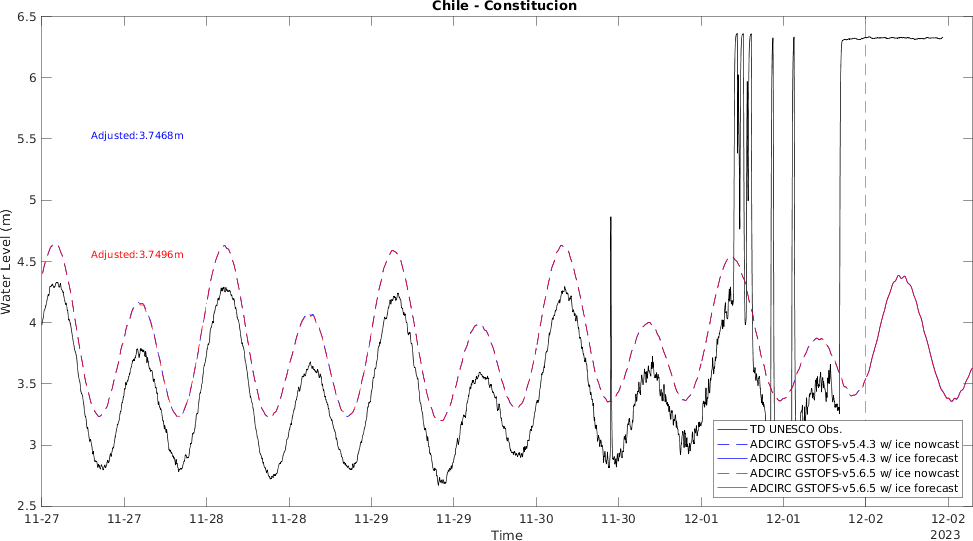 Chile - Constitucion
6.5
6
5.5
5
4.5
4
3.5
3
2.5
Water Level (m)
Adjusted:3.7468m
Adjusted:3.7496m
TD UNESCO Obs.
ADCIRC GSTOFS-v5.4.3 w/ ice nowcast
ADCIRC GSTOFS-v5.4.3 w/ ice forecast
ADCIRC GSTOFS-v5.6.5 w/ ice nowcast
ADCIRC GSTOFS-v5.6.5 w/ ice forecast
11-27 11-27 11-28 11-28 11-29 11-29 11-30 11-30 12-01 12-01 12-02 12-02
Time
2023